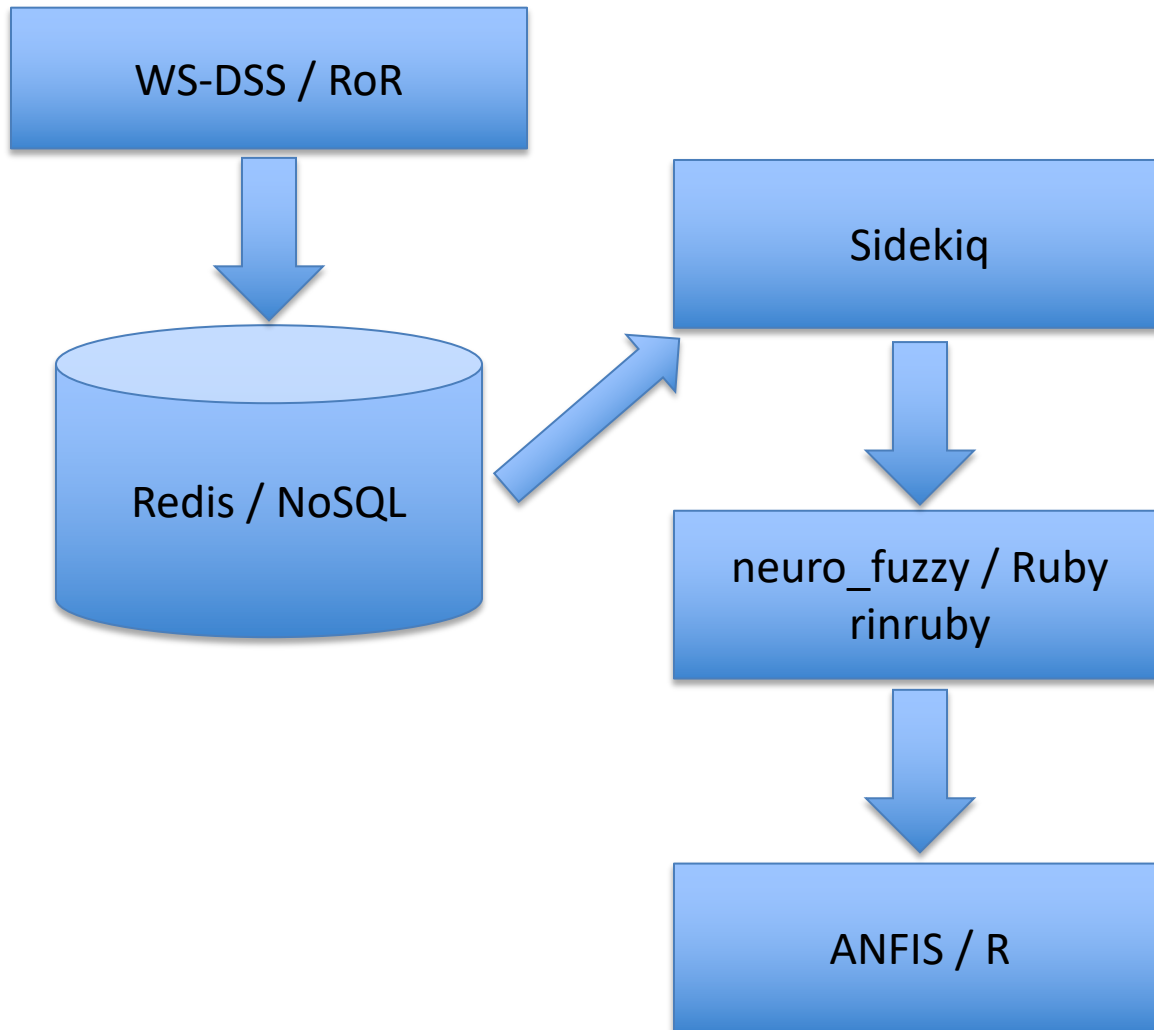 WS-DSS / RoR
Redis / NoSQL
Sidekiq
neuro_fuzzy / Ruby
rinruby
ANFIS / R